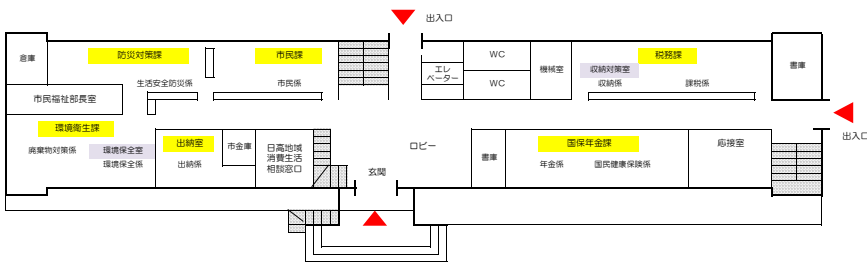 出入口
倉庫
防災対策課
市民課
生活安全防災係
市民係
エレ
ベーター
WC
WC
機械室
税務課
収納対策室
収納係
課税係
書庫
市民福祉部長室
出入口
環境衛生課
廃棄物対策係
環境保全室
環境保全係
出納室
出納係
市金庫
日高地域
消費生活
相談窓口
ロビー
玄関
書庫
国保年金課
年金係
国民健康保険係
応接室